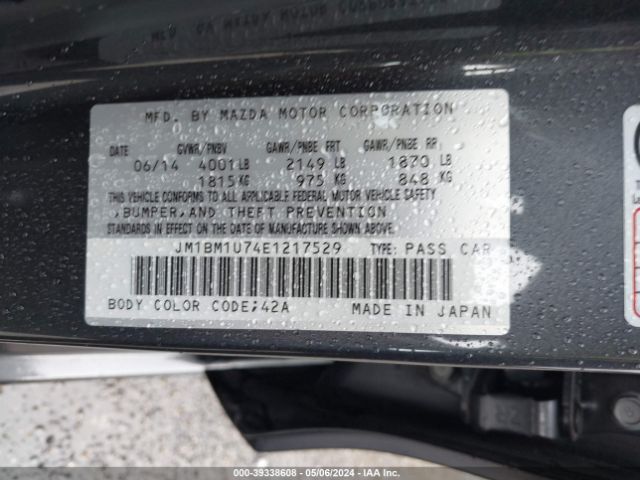 MFD. BY MAZDA MOTOR CORPORATION
DATE GVWR/PNBV GAWR/PNBE FRT GAWR/PNBE RR
06/14 4001LB 2149 LB 1870 LB
1815KG 975 KG 848 KG
THIS VEHICLE CONFORMS TO ALL APPLICABLE FEDERAL MOTOR VEHICLE SAFETY
,BUMPER,AND THEFT PREVENTION
STANDARDS IN EFFECT ON THE DATE OF MANUFACTURE SHOWN ABOVE.
JM1BM1U74E1217529 TYPE: PASS CAR
BODY COLOR CODE;42A MADE IN JAPAN
000-39338608 - 05/06/2024 - IAA Inc.